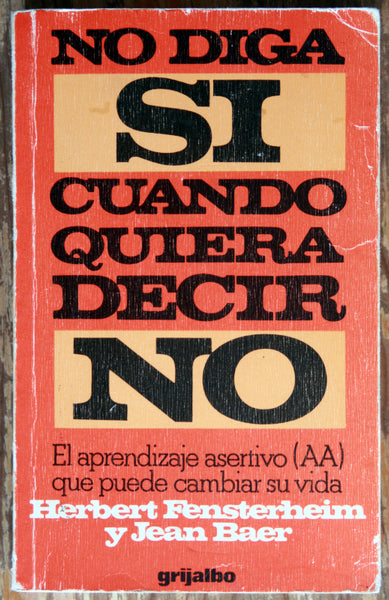 NO DIGA
SI
CUANDO
QUIERA
DECIR
NO
El aprendizaje asertivo (AA)
que puede cambiar su vida
Herbert Fensterheim
y Jean Baer
grijalbo